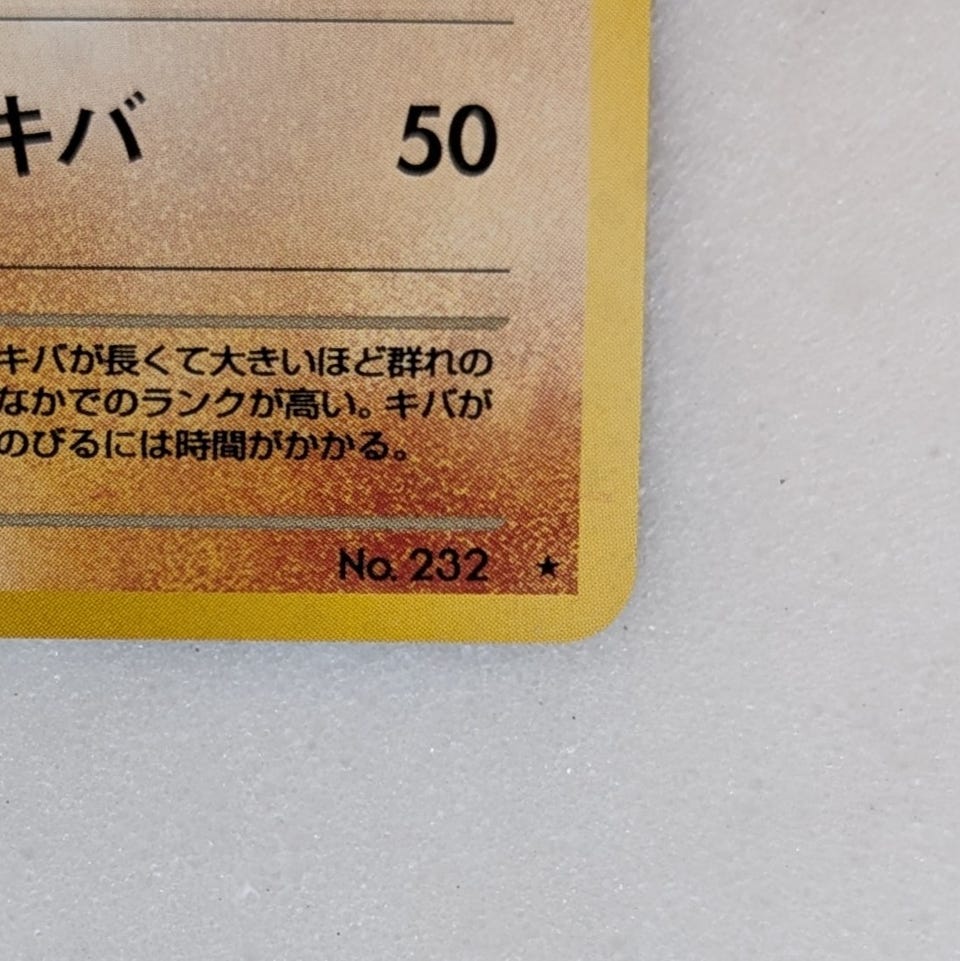 キバ 50
キバが長くて大きいほど群れの
なかでのランクが高い。キバが
のびるには時間がかかる。
No. 232 ★